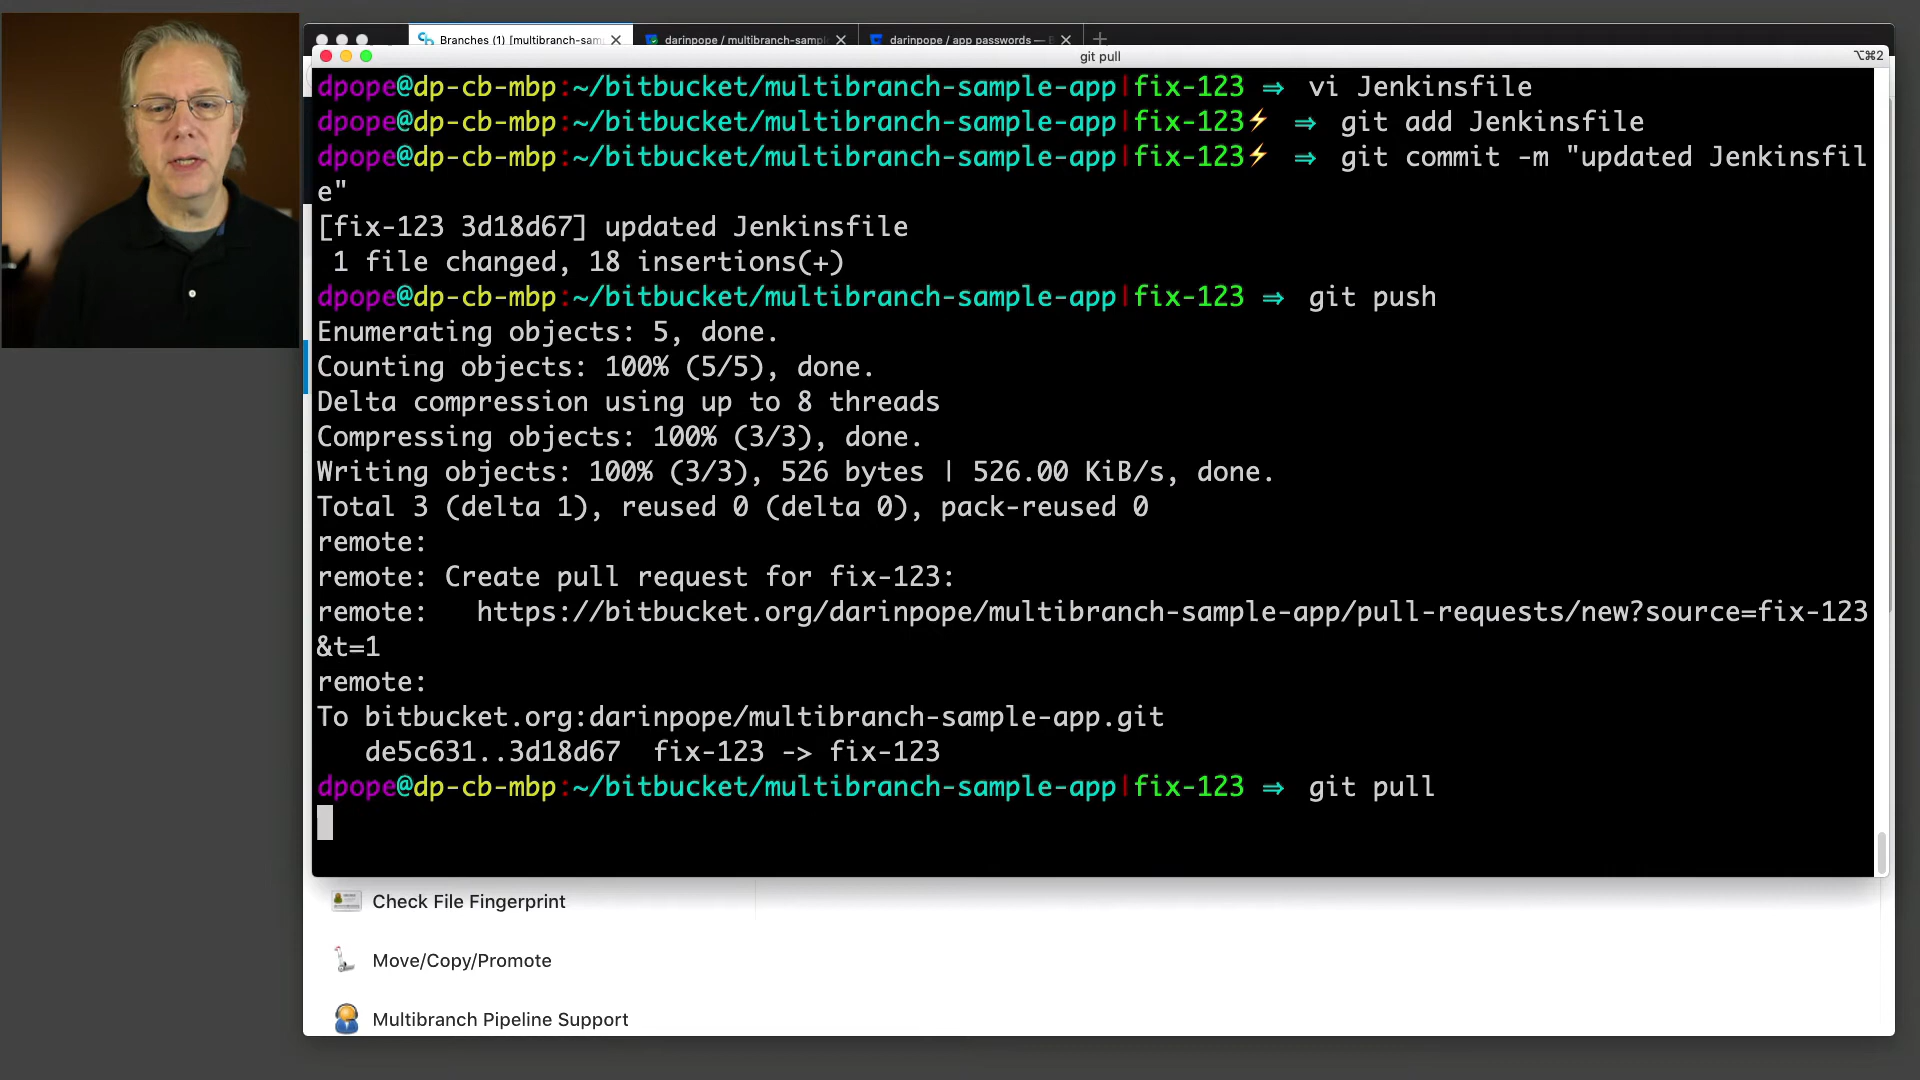 Branches (1) [multibranch-sam
darinpope / multibranch-sampl
darinpope / app passwords —
git pull
⌥⌘2
dpope@dp-cb-mbp:~/bitbucket/multibranch-sample-app|fix-123 ⇒ vi Jenkinsfile
dpope@dp-cb-mbp:~/bitbucket/multibranch-sample-app|fix-123⚡ ⇒ git add Jenkinsfile
dpope@dp-cb-mbp:~/bitbucket/multibranch-sample-app|fix-123⚡ ⇒ git commit -m "updated Jenkinsfil
e"
[fix-123 3d18d67] updated Jenkinsfile
1 file changed, 18 insertions(+)
dpope@dp-cb-mbp:~/bitbucket/multibranch-sample-app|fix-123 ⇒ git push
Enumerating objects: 5, done.
Counting objects: 100% (5/5), done.
Delta compression using up to 8 threads
Compressing objects: 100% (3/3), done.
Writing objects: 100% (3/3), 526 bytes | 526.00 KiB/s, done.
Total 3 (delta 1), reused 0 (delta 0), pack-reused 0
remote:
remote: Create pull request for fix-123:
remote:   https://bitbucket.org/darinpope/multibranch-sample-app/pull-requests/new?source=fix-123
&t=1
remote:
To bitbucket.org:darinpope/multibranch-sample-app.git
de5c631..3d18d67  fix-123 -> fix-123
dpope@dp-cb-mbp:~/bitbucket/multibranch-sample-app|fix-123 ⇒ git pull
Check File Fingerprint
Move/Copy/Promote
Multibranch Pipeline Support